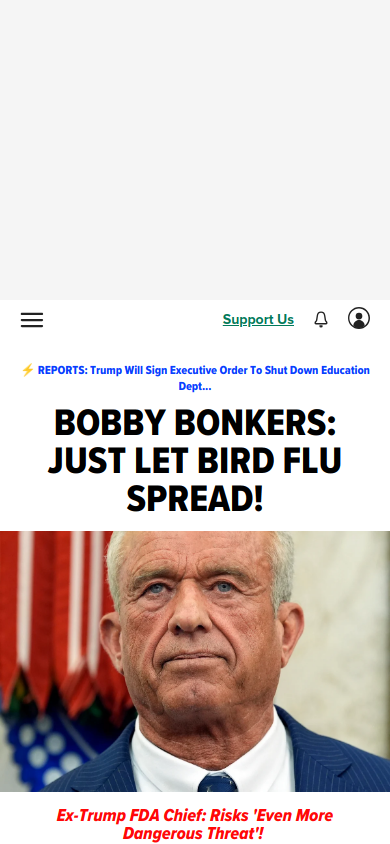 Support Us
⚡ REPORTS: Trump Will Sign Executive Order To Shut Down Education
Dept...
BOBBY BONKERS:
JUST LET BIRD FLU
SPREAD!
Ex-Trump FDA Chief: Risks 'Even More
Dangerous Threat'!